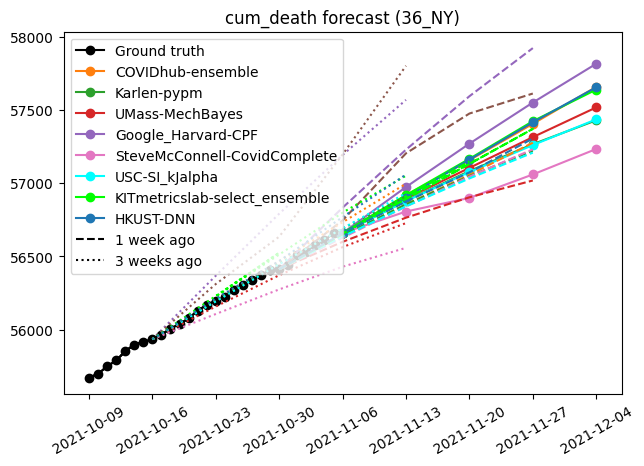 cum_death forecast (36_NY)
58000
57500
57000
56500
56000
Ground truth
COVIDhub-ensemble
Karlen-pypm
UMass-MechBayes
Google_Harvard-CPF
SteveMcConnell-CovidComplete
USC-SI_kJalpha
KITmetricslab-select_ensemble
HKUST-DNN
1 week ago
3 weeks ago
2021-10-09
2021-10-16
2021-10-23
2021-10-30
2021-11-06
2021-11-13
2021-11-20
2021-11-27
2021-12-04